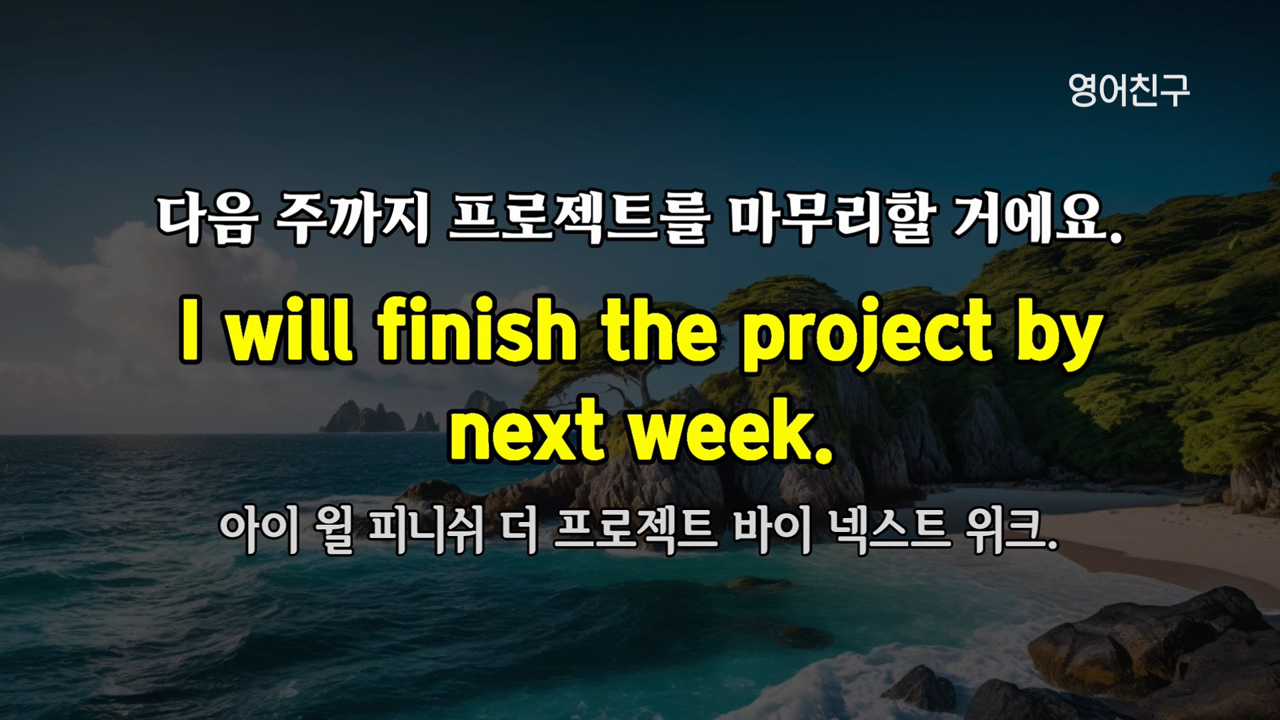 영어친구
다음 주까지 프로젝트를 마무리할 거에요.
I will finish the project by
next week.
아이 윌 피니쉬 더 프로젝트 바이 넥스트 위크.